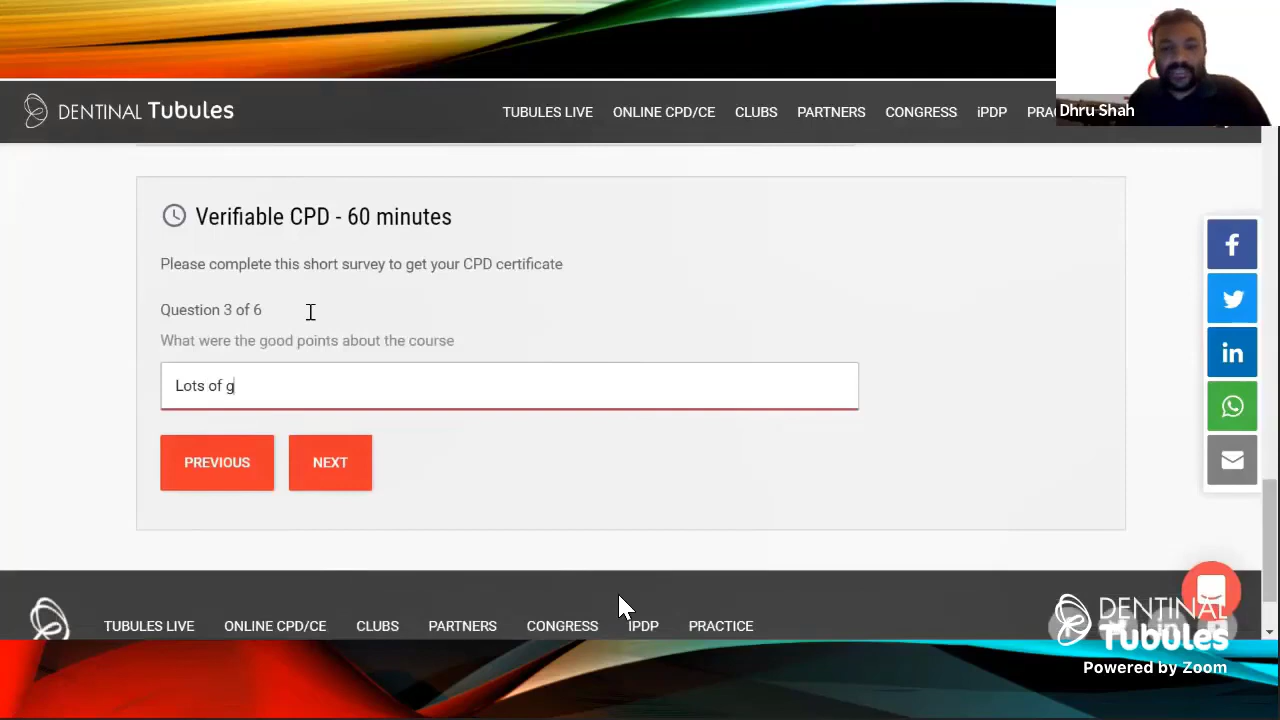 DENTINAL Tubules
TUBULES LIVE ONLINE CPD/CE CLUBS PARTNERS CONGRESS iPDP PRA
Dhru Shah
Verifiable CPD - 60 minutes
Please complete this short survey to get your CPD certificate
Question 3 of 6
What were the good points about the course
Lots of g
PREVIOUS NEXT
TUBULES LIVE ONLINE CPD/CE CLUBS PARTNERS CONGRESS iPDP PRACTICE
DENTINAL
Tubules
Powered by Zoom